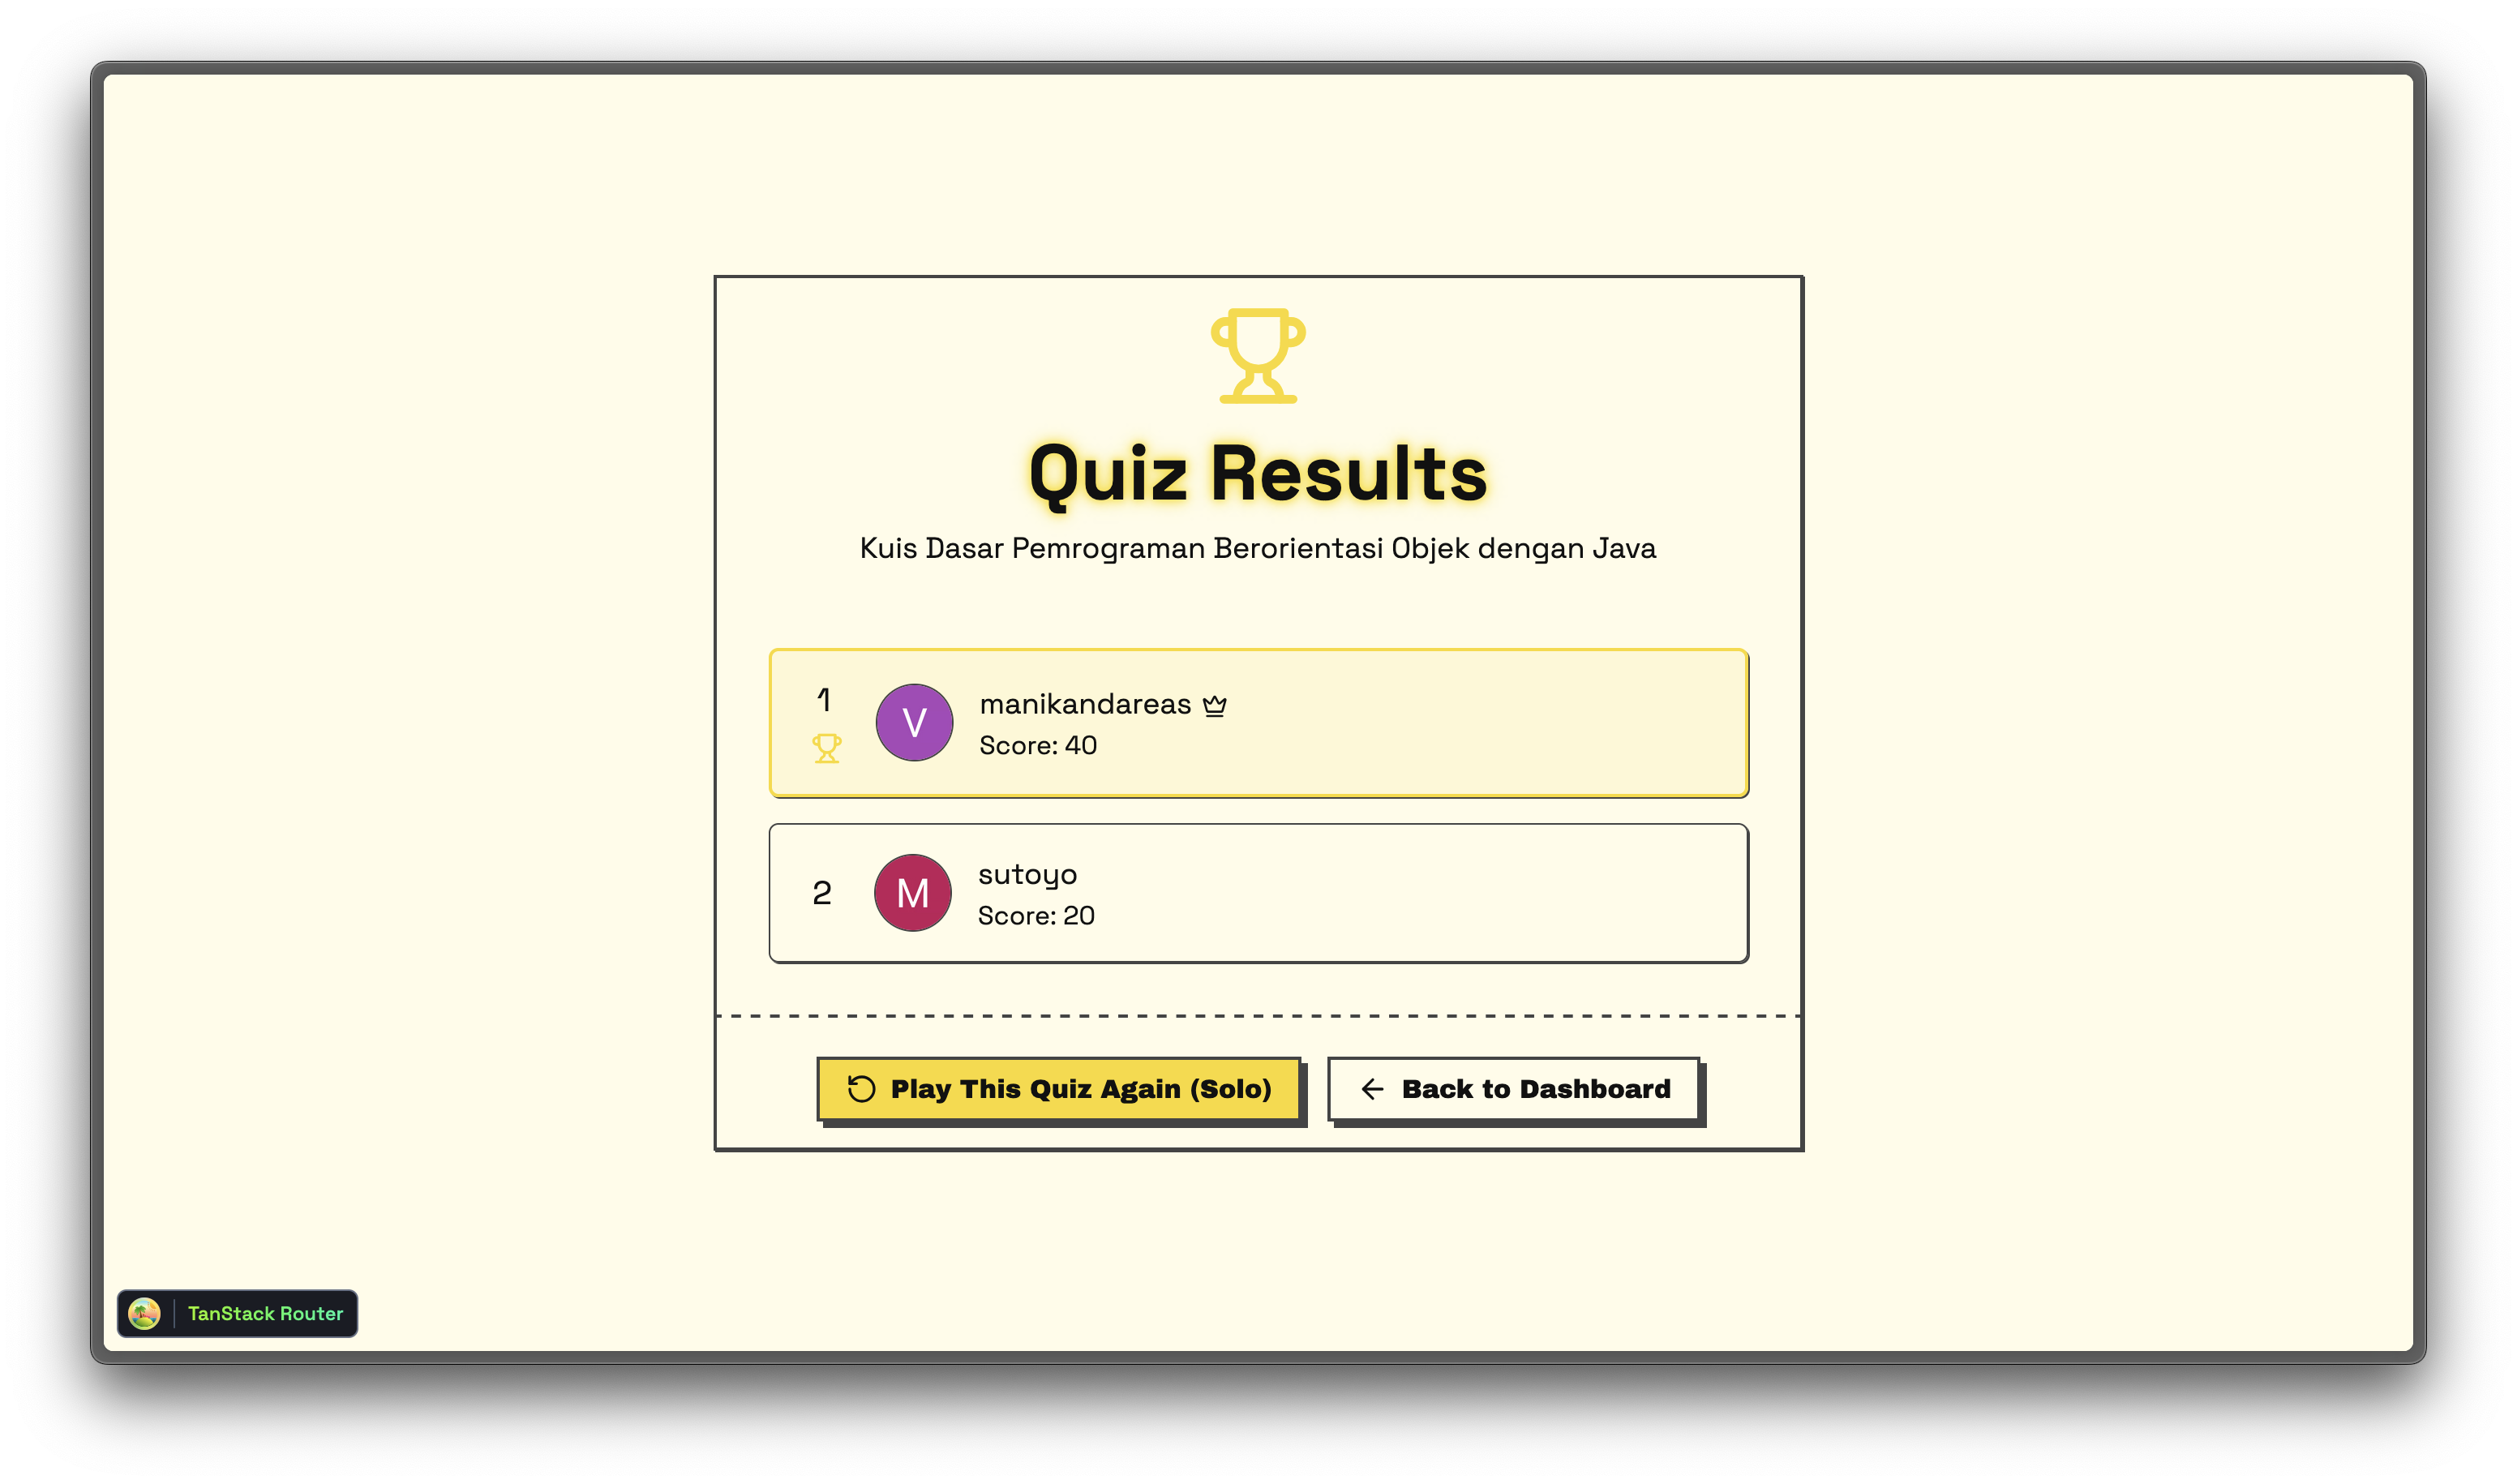 Quiz Results
Kuis Dasar Pemrograman Berorientasi Objek dengan Java
1
V
manikandareas
Score: 40
2
M
sutoyo
Score: 20
Play This Quiz Again (Solo)
Back to Dashboard
TanStack Router